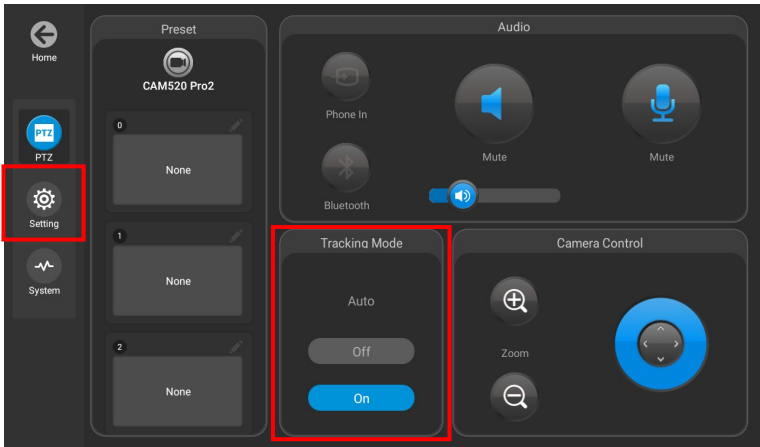 Home
PTZ
PTZ
Setting
System
Preset
CAM520 Pro2
0
None
1
None
2
None
Audio
Phone In
Bluetooth
Mute
Mute
Tracking Mode
Auto
Off
On
Camera Control
Zoom